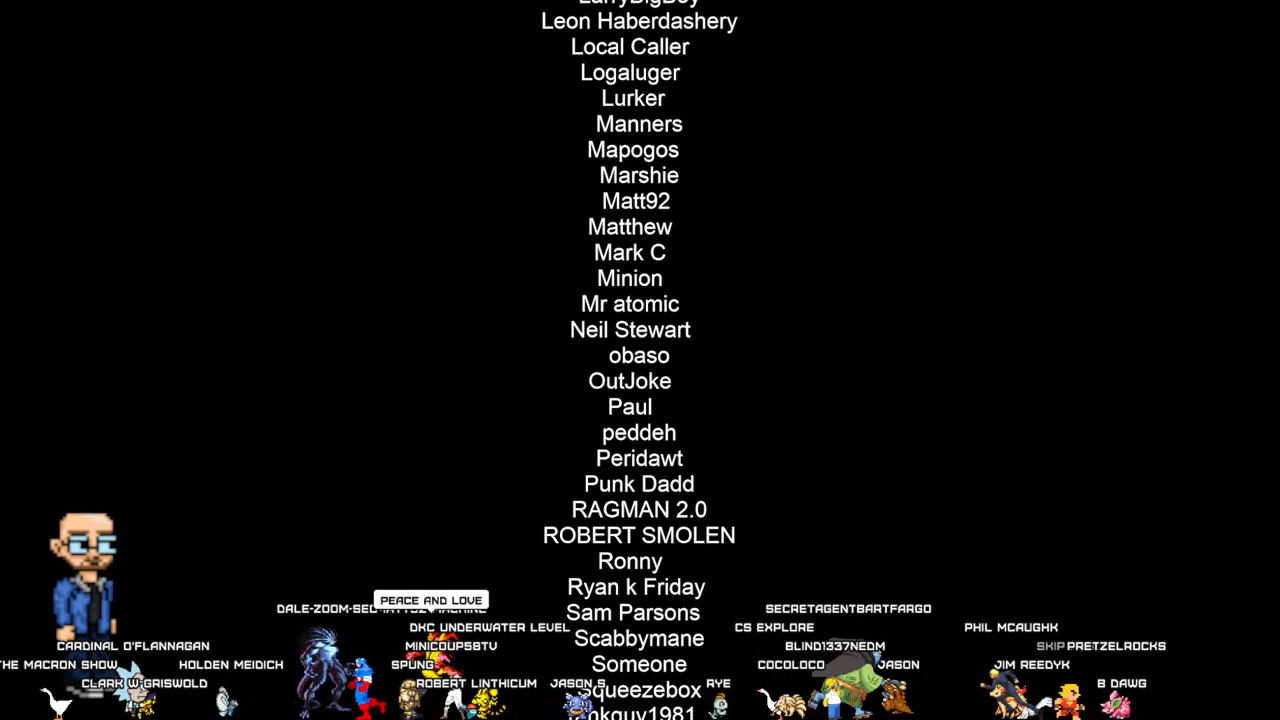 LarryBigBoy
Leon Haberdashery
Local Caller
Logaluger
Lurker
Manners
Mapogos
Marshie
Matt92
Matthew
Mark C
Minion
Mr atomic
Neil Stewart
obaso
OutJoke
Paul
peddeh
Peridawt
Punk Dadd
RAGMAN 2.0
ROBERT SMOLEN
Ronny
Ryan k Friday
Sam Parsons
Scabbymane
Someone
Squeezebox
PEACE AND LOVE
SECRETAGENTBARTFARGO
DKC UNDERWATER LEVEL
CS EXPLORE
PHIL MCAUGHK
CARDINAL O'FLANNAGAN
MINICOUPSBTV
BLIND1337NEDM
SKIP PRETZELROCKS
THE MACRON SHOW
HOLDEN MEIDICH
SPUNG
COCOLOCO
JASON
JIM REEDYK
CLARK W GRISWOLD
ROBERT LINTHICUM
JASON S
RYE
B DAWG